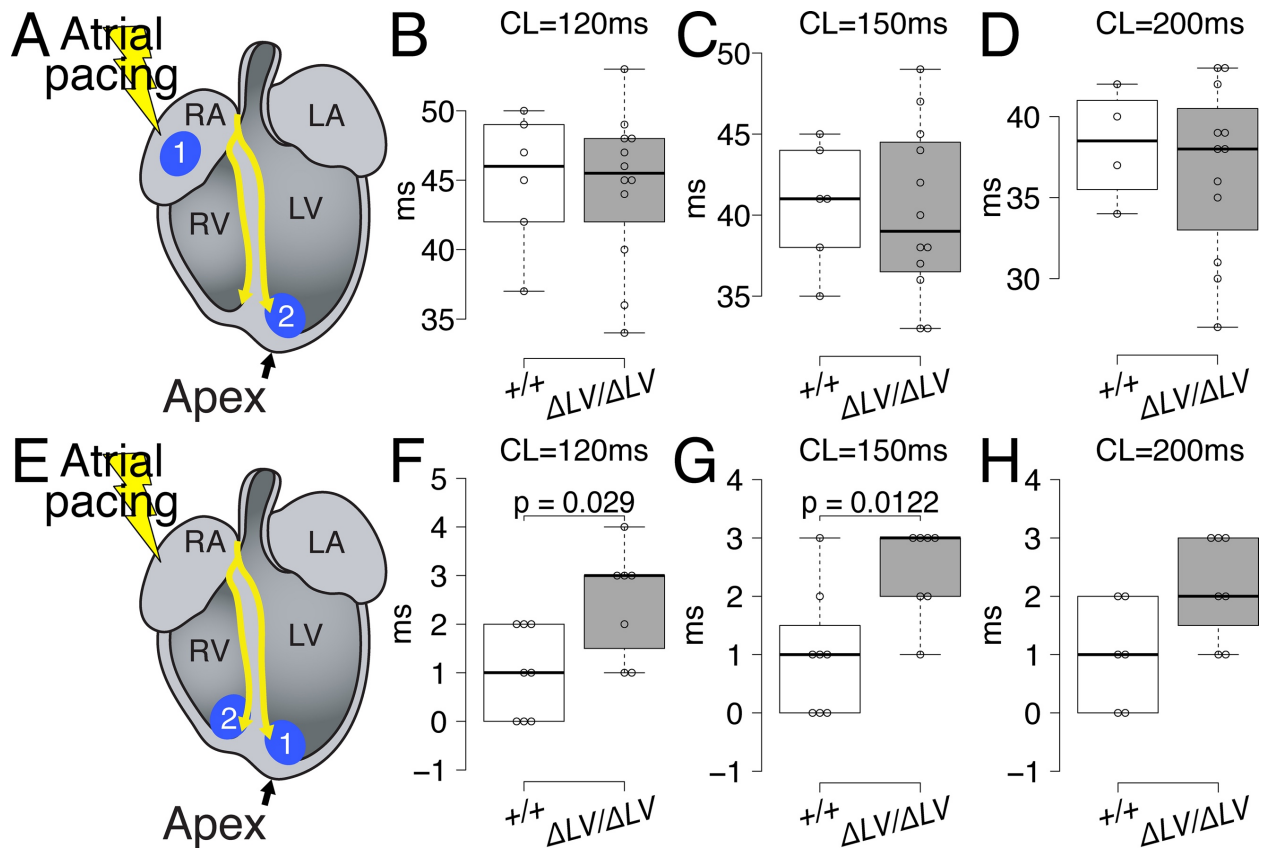 A
Atrial
pacing
RA
LA
1
RV
LV
2
Apex
B
CL=120ms
ms
50
45
40
35
+/+
ΔLV/ΔLV
C
CL=150ms
ms
50
45
40
35
+/+
ΔLV/ΔLV
D
CL=200ms
ms
40
35
30
+/+
ΔLV/ΔLV
E
Atrial
pacing
RA
LA
RV
LV
2
1
Apex
F
CL=120ms
p = 0.029
ms
5
4
3
2
1
0
−1
+/+
ΔLV/ΔLV
G
CL=150ms
p = 0.0122
ms
4
3
2
1
0
−1
+/+
ΔLV/ΔLV
H
CL=200ms
ms
4
3
2
1
0
−1
+/+
ΔLV/ΔLV